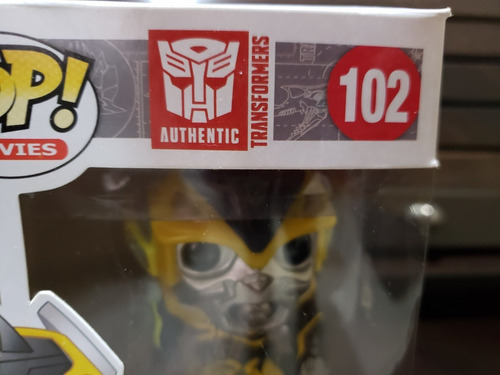 OP!
VIES
AUTHENTIC
TRANSFORMERS
102